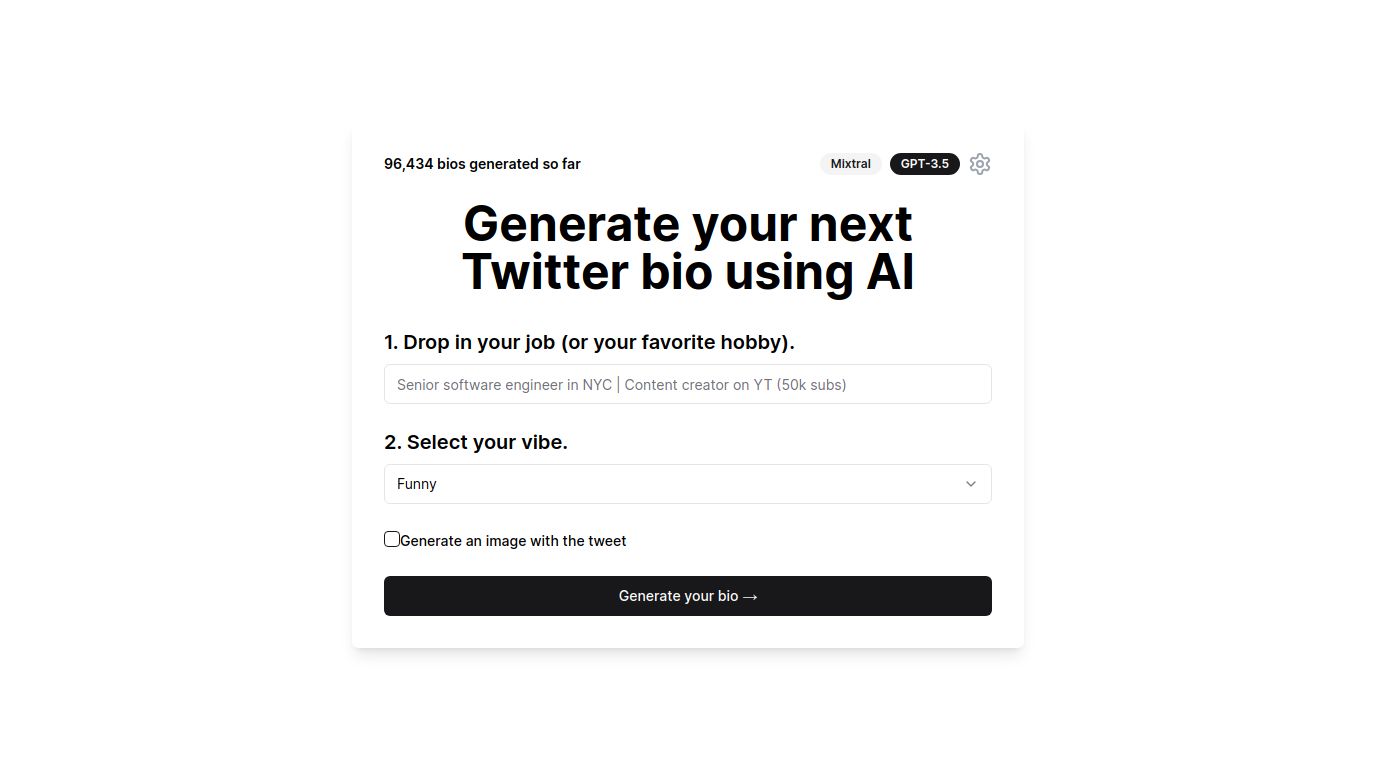 96,434 bios generated so far
Mixtral
GPT-3.5
Generate your next
Twitter bio using AI
1. Drop in your job (or your favorite hobby).
Senior software engineer in NYC | Content creator on YT (50k subs)
2. Select your vibe.
Funny
Generate an image with the tweet
Generate your bio →